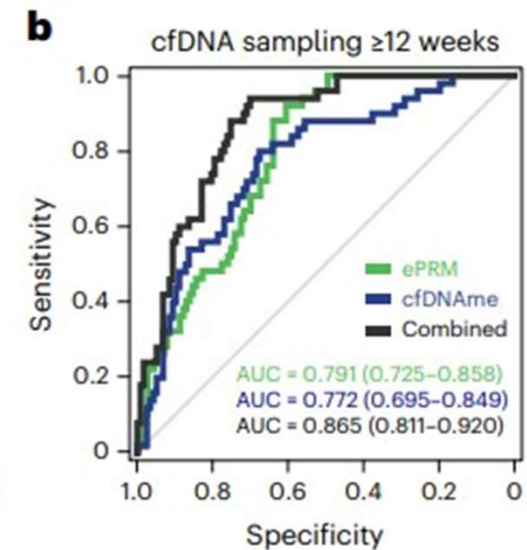 b
cfDNA sampling ≥12 weeks
1.0
0.8
0.6
0.4
0.2
0
Sensitivity
ePRM
cfDNAme
Combined
AUC = 0.791 (0.725–0.858)
AUC = 0.772 (0.695–0.849)
AUC = 0.865 (0.811–0.920)
1.0 0.8 0.6 0.4 0.2 0
Specificity